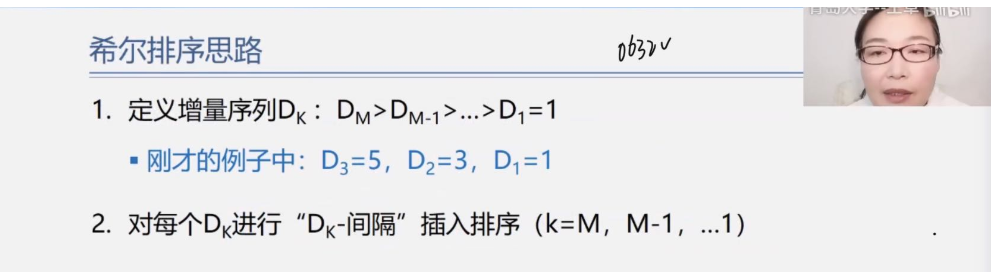 希尔排序思路
1. 定义增量序列Dₖ：D_M>D_M-1>...>D₁=1
▪ 刚才的例子中：D₃=5，D₂=3，D₁=1
2. 对每个Dₖ进行“Dₖ-间隔”插入排序（k=M，M-1，...1）